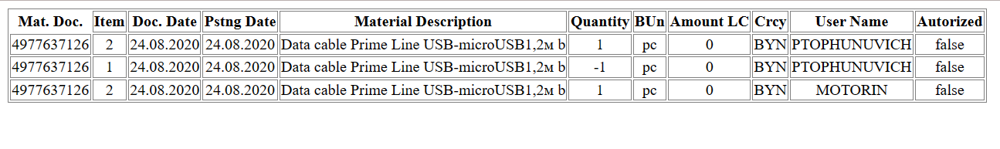 Mat. Doc. Item Doc. Date Pstng Date Material Description Quantity BUn Amount LC Crcy User Name Autorized
4977637126 2 24.08.2020 24.08.2020 Data cable Prime Line USB-microUSB1,2м b 1 pc 0 BYN PTOPHUNUVICH false
4977637126 1 24.08.2020 24.08.2020 Data cable Prime Line USB-microUSB1,2м b -1 pc 0 BYN PTOPHUNUVICH false
4977637126 2 24.08.2020 24.08.2020 Data cable Prime Line USB-microUSB1,2м b 1 pc 0 BYN MOTORIN false